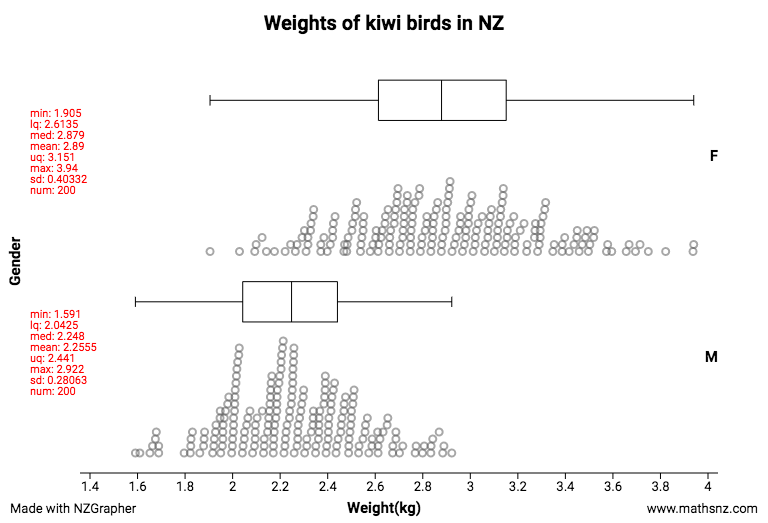 Weights of kiwi birds in NZ
min: 1.905
lq: 2.6135
med: 2.879
mean: 2.89
uq: 3.151
max: 3.94
sd: 0.40332
num: 200
F
Gender
min: 1.591
lq: 2.0425
med: 2.248
mean: 2.2555
uq: 2.441
max: 2.922
sd: 0.28063
num: 200
M
1.4 1.6 1.8 2 2.2 2.4 2.6 2.8 3 3.2 3.4 3.6 3.8 4
Made with NZGrapher Weight(kg) www.mathsnz.com